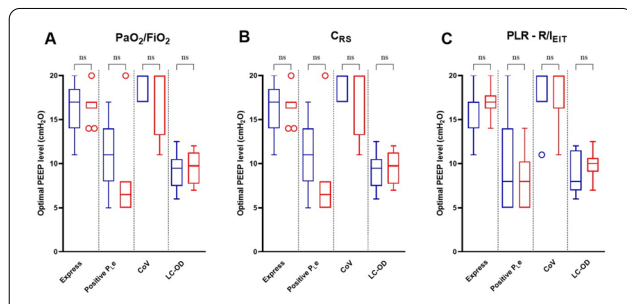 A PaO2/FiO2
ns ns ns ns
Optimal PEEP level (cmH2O)
20
15
10
5
0
Express Positive PLe CoV LC-OD
B CRS
ns ns ns ns
Optimal PEEP level (cmH2O)
20
15
10
5
0
Express Positive PLe CoV LC-OD
C PLR - R/IEIT
ns ns ns ns
Optimal PEEP level (cmH2O)
20
15
10
5
0
Express Positive PLe CoV LC-OD